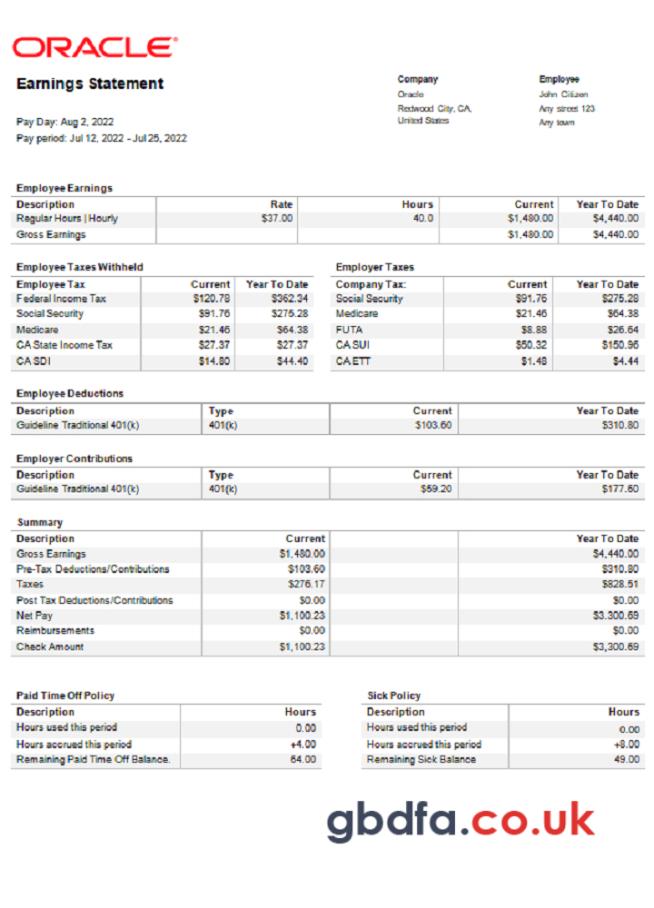 ORACLE
Earnings Statement
Company
Oracle
Redwood City, CA,
United States
Employee
John Citizen
Any street 123
Any town
Pay Day: Aug 2, 2022
Pay period: Jul 12, 2022 - Jul 25, 2022
Employee Earnings
Description Rate Hours Current Year To Date
Regular Hours | Hourly $37.00 40.0 $1,480.00 $4,440.00
Gross Earnings $1,480.00 $4,440.00
Employee Taxes Withheld
Employee Tax Current Year To Date
Federal Income Tax $120.78 $362.34
Social Security $91.76 $275.28
Medicare $21.46 $64.38
CA State Income Tax $27.37 $27.37
CA SDI $14.80 $44.40
Employer Taxes
Company Tax: Current Year To Date
Social Security $91.76 $275.28
Medicare $21.46 $64.38
FUTA $8.88 $26.64
CA SUI $50.32 $150.96
CA ETT $1.48 $4.44
Employee Deductions
Description Type Current Year To Date
Guideline Traditional 401(k) 401(k) $103.60 $310.80
Employer Contributions
Description Type Current Year To Date
Guideline Traditional 401(k) 401(k) $59.20 $177.60
Summary
Description Current Year To Date
Gross Earnings $1,480.00 $4,440.00
Pre-Tax Deductions/Contributions $103.60 $310.80
Taxes $276.17 $828.51
Post Tax Deductions/Contributions $0.00 $0.00
Net Pay $1,100.23 $3.300.69
Reimbursements $0.00 $0.00
Check Amount $1,100.23 $3,300.69
Paid Time Off Policy
Description Hours
Hours used this period 0.00
Hours accrued this period +4.00
Remaining Paid Time Off Balance. 64.00
Sick Policy
Description Hours
Hours used this period 0.00
Hours accrued this period +8.00
Remaining Sick Balance 49.00
gbdfa.co.uk